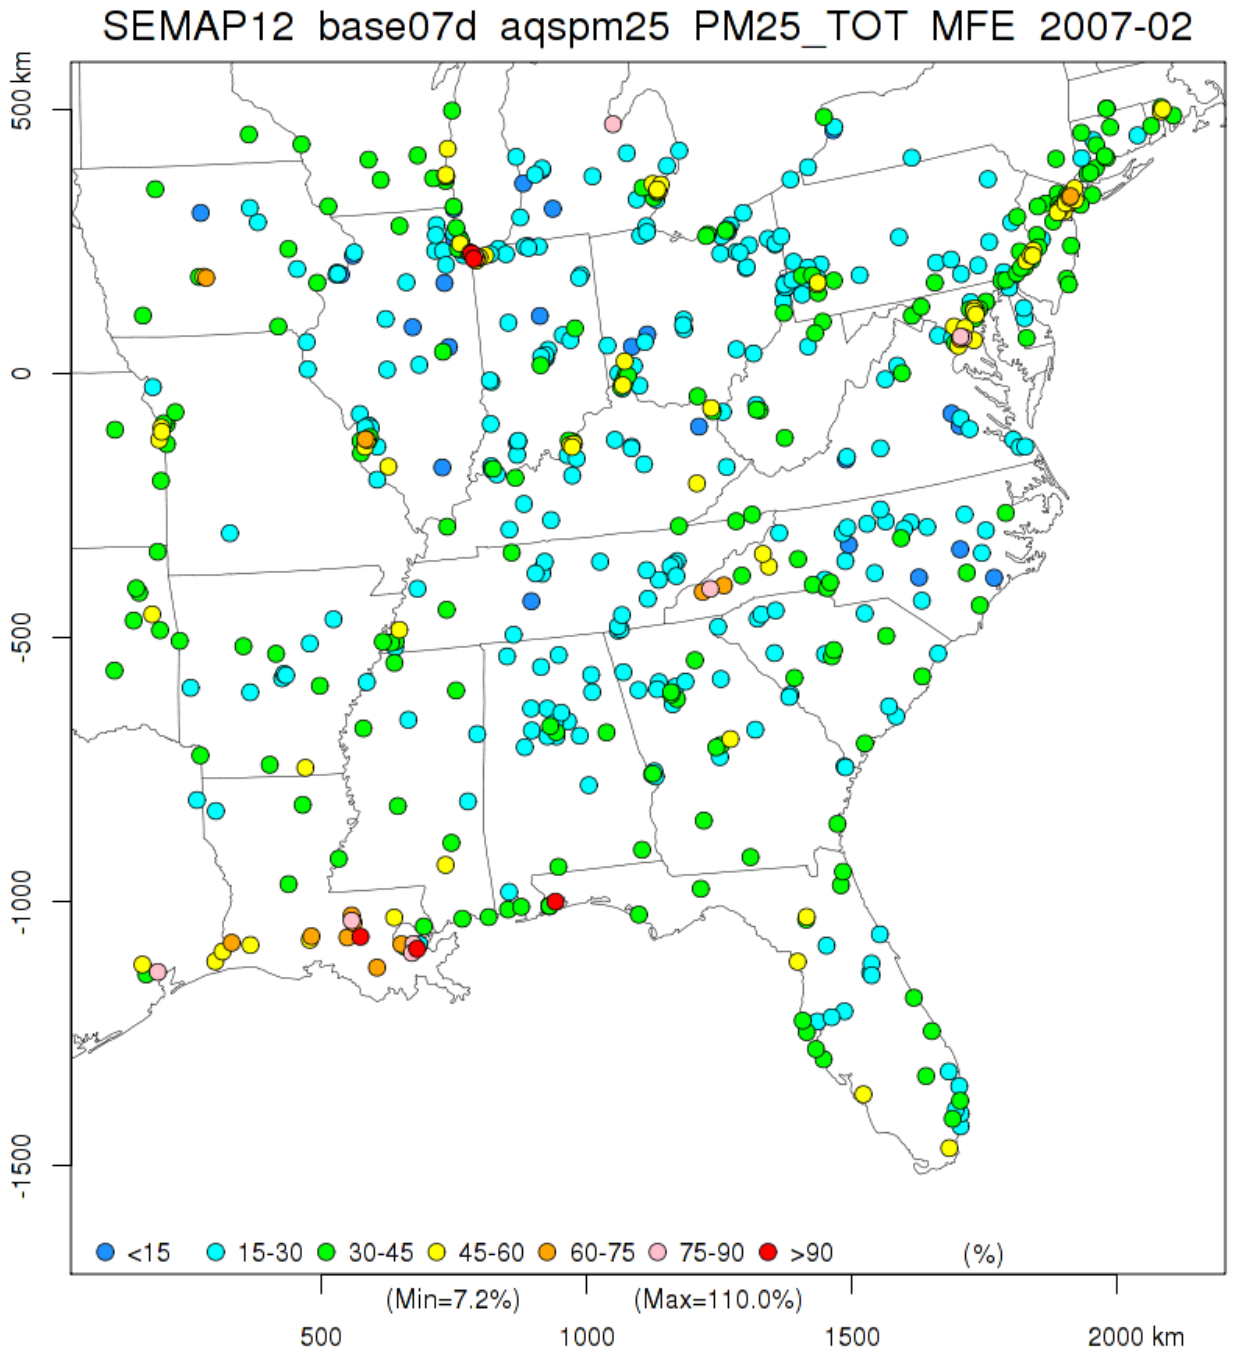 SEMAP12 base07d aqspm25 PM25_TOT MFE 2007-02
500 km
0
-500
-1000
-1500
<15 15-30 30-45 45-60 60-75 75-90 >90 (%)
(Min=7.2%) (Max=110.0%)
500 1000 1500 2000 km